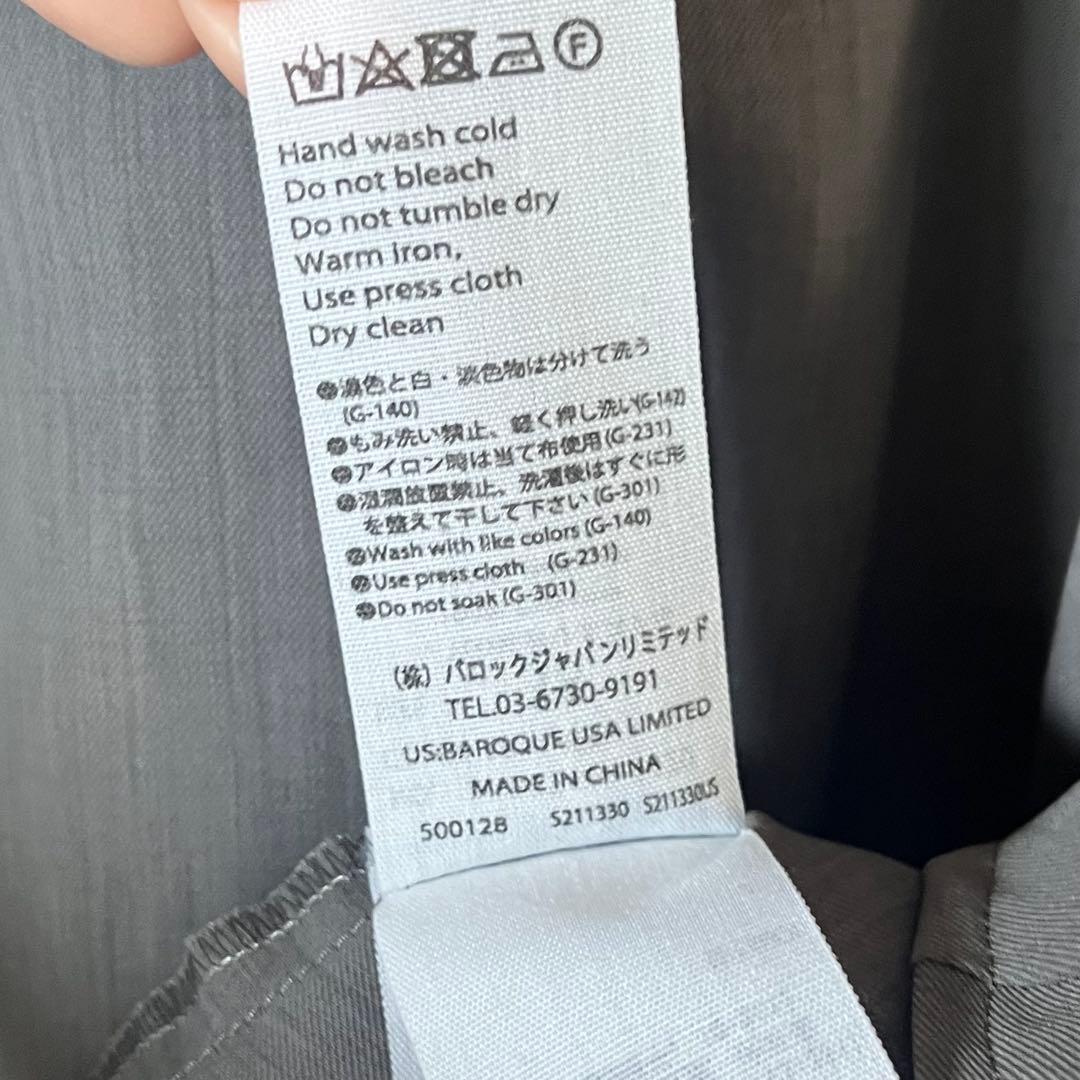 F
Hand wash cold
Do not bleach
Do not tumble dry
Warm iron,
Use press cloth
Dry clean
濃色と白・淡色物は分けて洗う
(G-140)
もみ洗い禁止、軽く押し洗い(G-142)
アイロン時は当て布使用(G-231)
湿潤放置禁止、洗濯後はすぐに形
を整えて干して下さい(G-301)
Wash with like colors (G-140)
Use press cloth (G-231)
Do not soak (G-301)
(株) バロックジャパンリミテッド
TEL.03-6730-9191
US:BAROQUE USA LIMITED
MADE IN CHINA
500128 S211330 S211330US